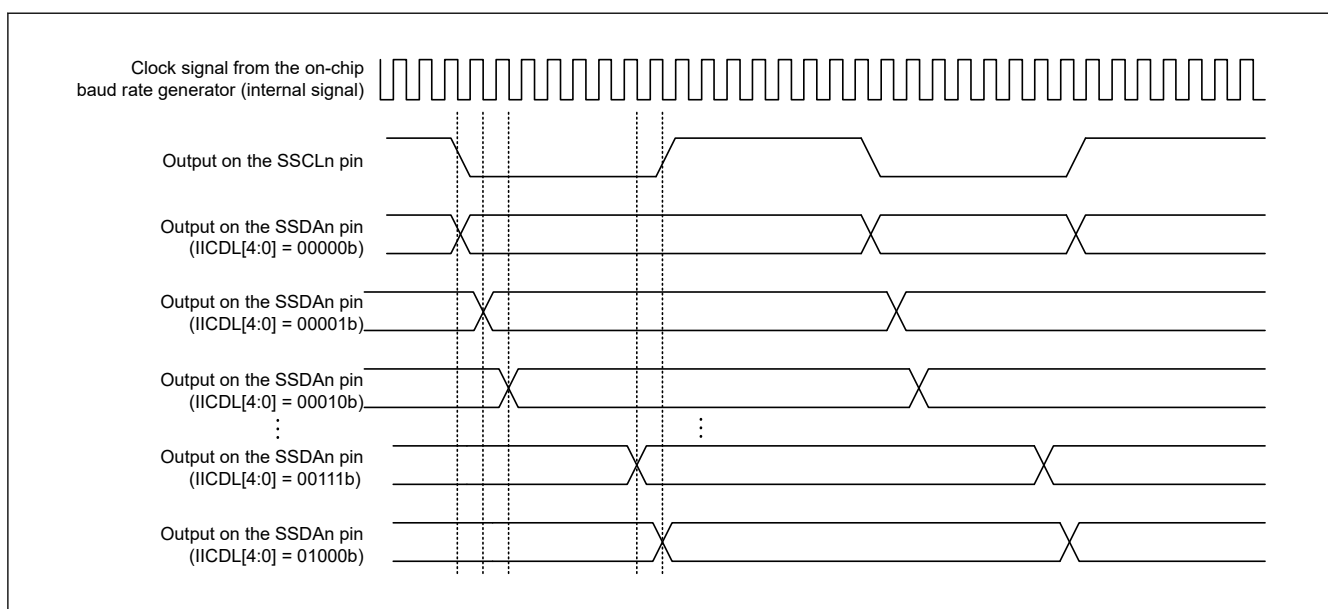 Clock signal from the on-chip
baud rate generator (internal signal)
Output on the SSCLn pin
Output on the SSDAn pin
(IICDL[4:0] = 00000b)
Output on the SSDAn pin
(IICDL[4:0] = 00001b)
Output on the SSDAn pin
(IICDL[4:0] = 00010b)
Output on the SSDAn pin
(IICDL[4:0] = 00111b)
Output on the SSDAn pin
(IICDL[4:0] = 01000b)